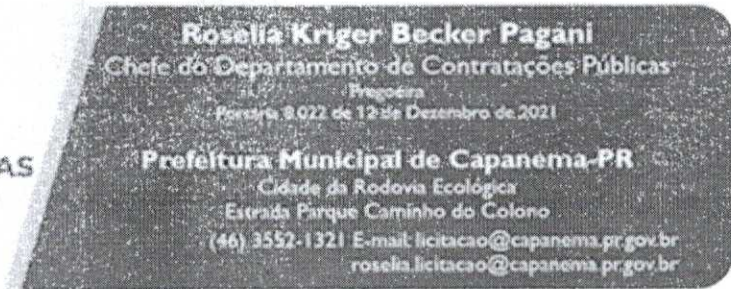 Roselia Kriger Becker Pagani
Chefe do Departamento de Contratações Públicas
Pregoeira
Portaria 8.022 de 12 de Dezembro de 2021
AS
Prefeitura Municipal de Capanema-PR
Cidade da Rodovia Ecológica
Estrada Parque Caminho do Colono
(46) 3552-1321 E-mail: licitacao@capanema.pr.gov.br
roselia.licitacao@capanema.pr.gov.br